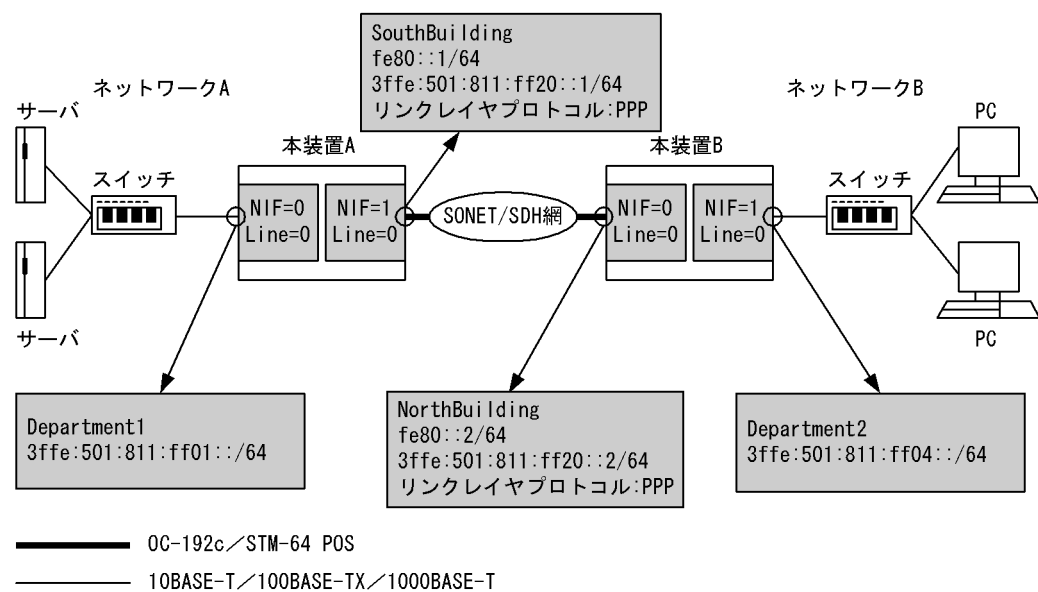 SouthBuilding
fe80::1/64
3ffe:501:811:ff20::1/64
リンクレイヤプロトコル:PPP
ネットワークA
ネットワークB
サーバ
PC
本装置A
本装置B
スイッチ
スイッチ
NIF=0
Line=0
NIF=1
Line=0
SONET/SDH網
NIF=0
Line=0
NIF=1
Line=0
サーバ
PC
Department1
3ffe:501:811:ff01::/64
NorthBuilding
fe80::2/64
3ffe:501:811:ff20::2/64
リンクレイヤプロトコル:PPP
Department2
3ffe:501:811:ff04::/64
OC-192c／STM-64 POS
10BASE-T／100BASE-TX／1000BASE-T